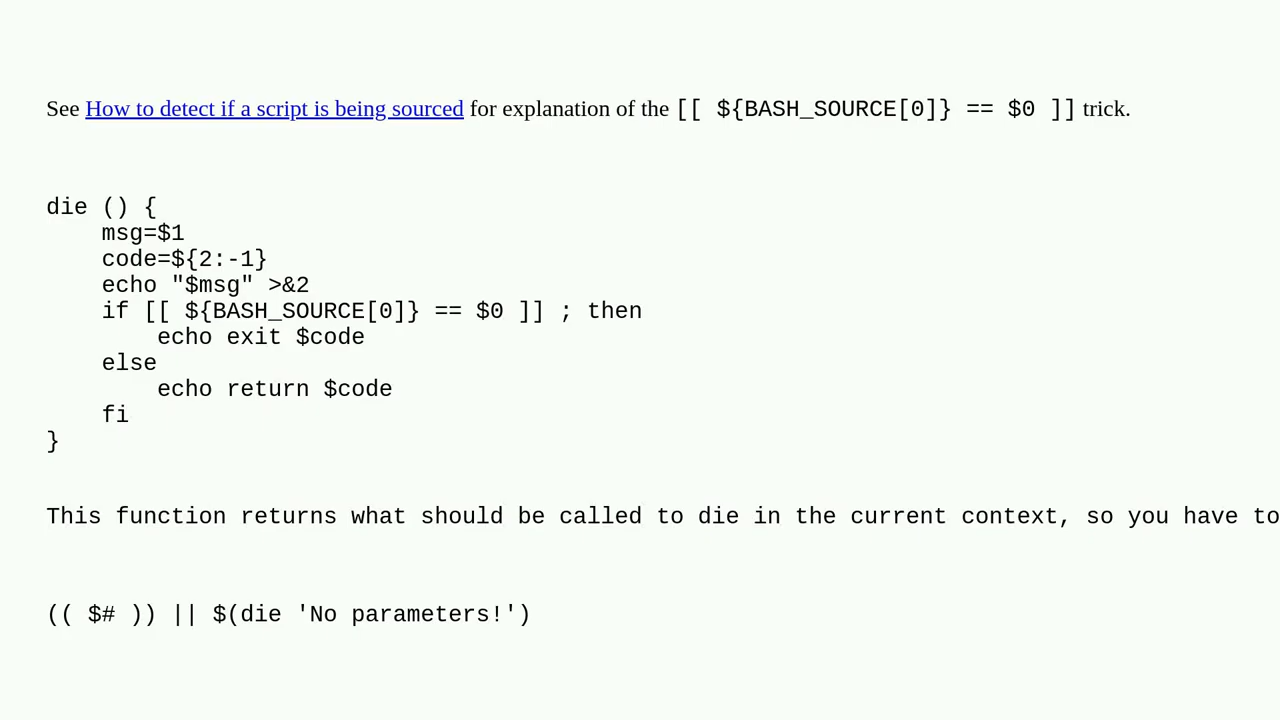 See How to detect if a script is being sourced for explanation of the [[ ${BASH_SOURCE[0]} == $0 ]] trick.
die () {
    msg=$1
    code=${2:-1}
    echo "$msg" >&2
    if [[ ${BASH_SOURCE[0]} == $0 ]] ; then
        echo exit $code
    else
        echo return $code
    fi
}
This function returns what should be called to die in the current context, so you have to
(( $# )) || $(die 'No parameters!')